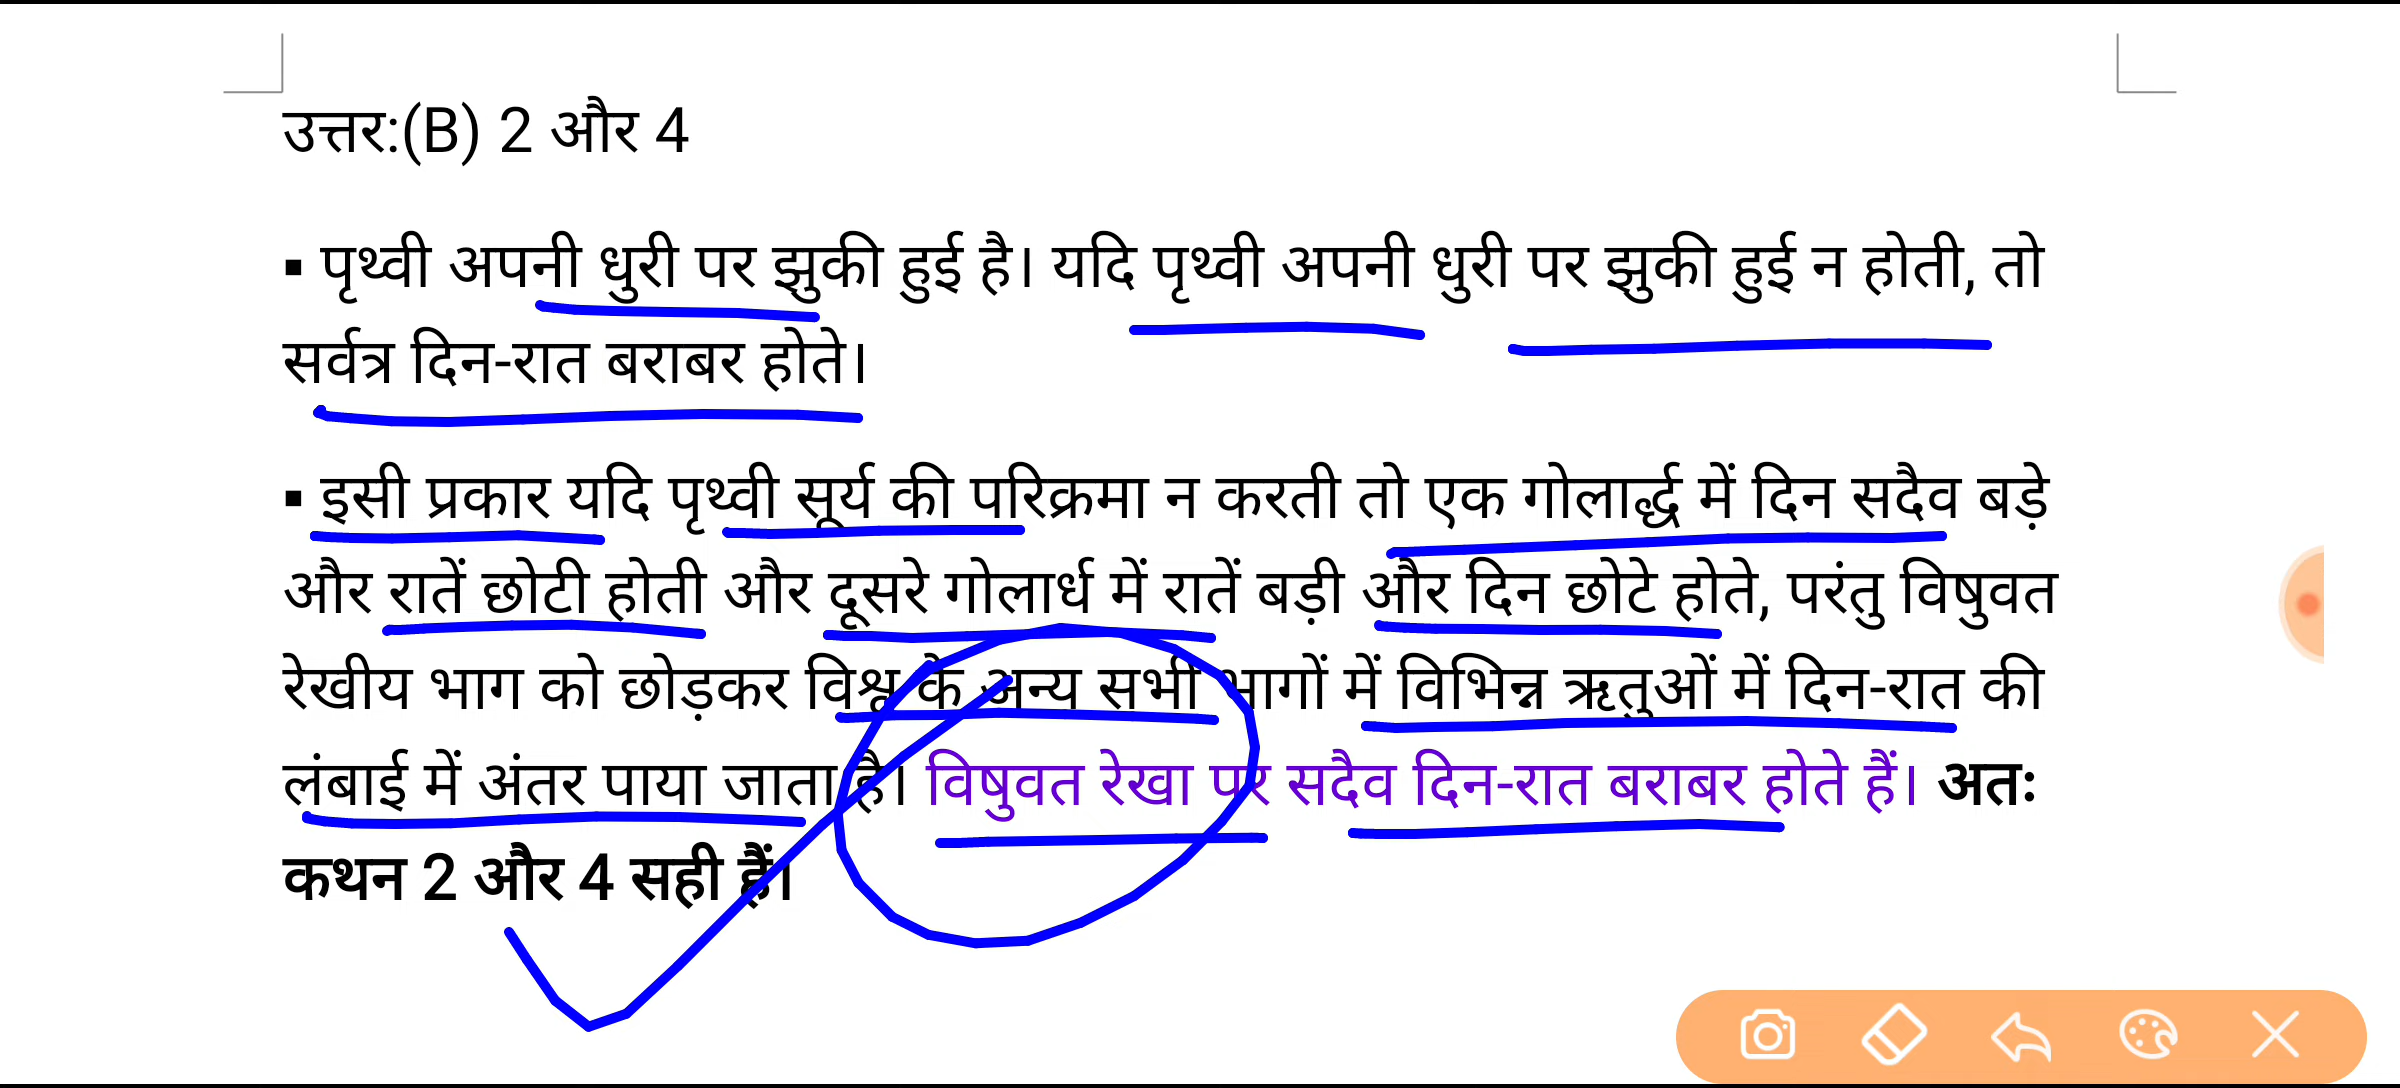 उत्तर:(B) 2 और 4
▪ पृथ्वी अपनी धुरी पर झुकी हुई है। यदि पृथ्वी अपनी धुरी पर झुकी हुई न होती, तो
सर्वत्र दिन-रात बराबर होते।
▪ इसी प्रकार यदि पृथ्वी सूर्य की परिक्रमा न करती तो एक गोलार्द्ध में दिन सदैव बड़े
और रातें छोटी होती और दूसरे गोलार्ध में रातें बड़ी और दिन छोटे होते, परंतु विषुवत
रेखीय भाग को छोड़कर विश्व के अन्य सभी भागों में विभिन्न ऋतुओं में दिन-रात की
लंबाई में अंतर पाया जाता है। विषुवत रेखा पर सदैव दिन-रात बराबर होते हैं। अतः
कथन 2 और 4 सही हैं।